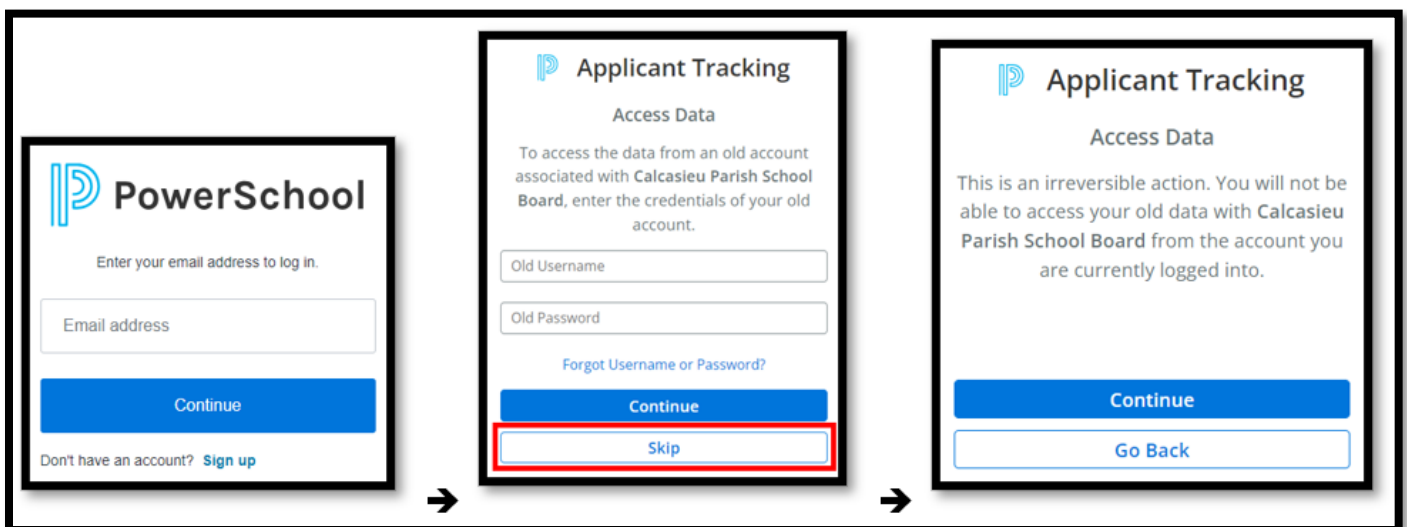 PowerSchool
Enter your email address to log in.
Email address
Continue
Don't have an account? Sign up
Applicant Tracking
Access Data
To access the data from an old account
associated with Calcasieu Parish School
Board, enter the credentials of your old
account.
Old Username
Old Password
Forgot Username or Password?
Continue
Skip
Applicant Tracking
Access Data
This is an irreversible action. You will not be
able to access your old data with Calcasieu
Parish School Board from the account you
are currently logged into.
Continue
Go Back